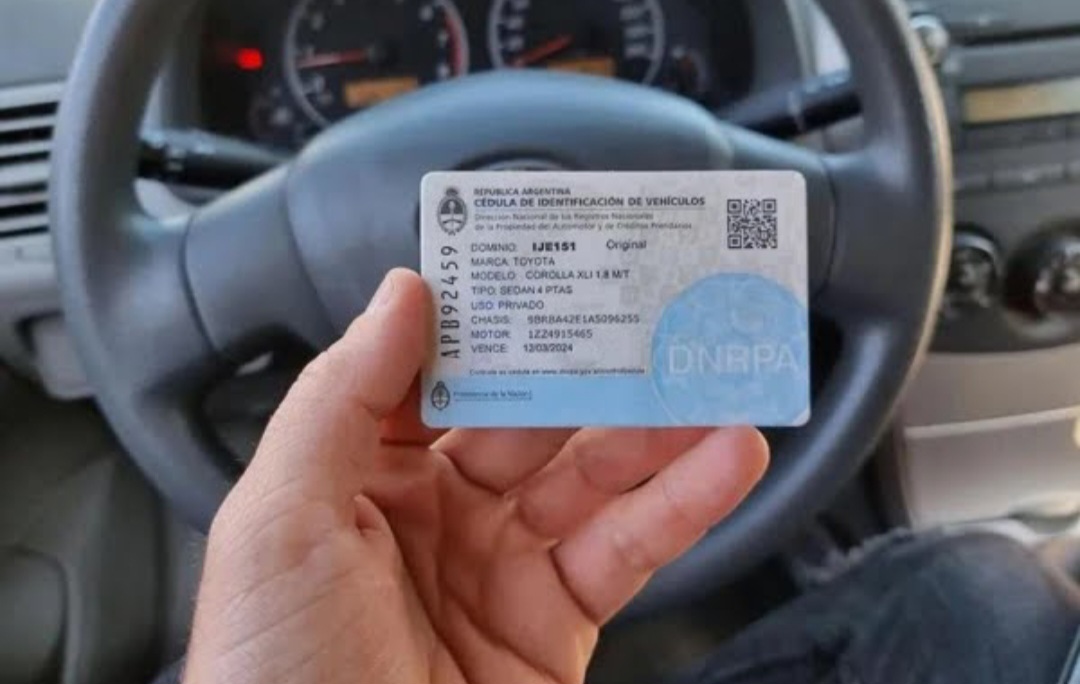 REPUBLICA ARGENTINA
CÉDULA DE IDENTIFICACIÓN DE VEHÍCULOS
Dirección Nacional de los Registros Nacionales
de la Propiedad del Automotor y de Créditos Prendarios
DOMINIO: IJE151 Original
MARCA: TOYOTA
MODELO: COROLLA XLI 1.8 M/T
TIPO: SEDAN 4 PTAS
USO: PRIVADO
CHASIS: 9BRBA42E1A5096255
MOTOR: 1ZZ4915465
VENCE: 12/03/2024
APB92459
DNRPA
Presidencia de la Nación